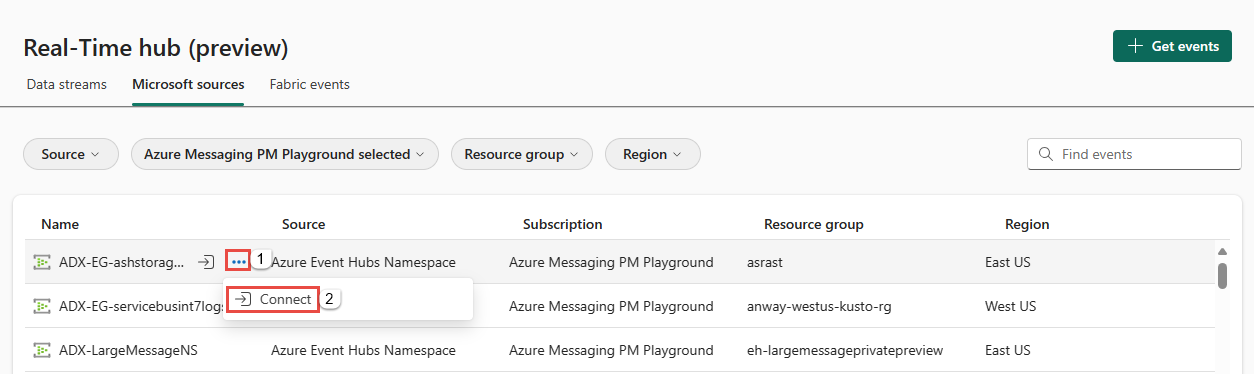 Real-Time hub (preview)
Get events
Data streams Microsoft sources Fabric events
Source Azure Messaging PM Playground selected Resource group Region Find events
Name Source Subscription Resource group Region
ADX-EG-ashstorag... ... 1 Azure Event Hubs Namespace Azure Messaging PM Playground asrast East US
Connect 2
ADX-EG-servicebusint7logs Azure Messaging PM Playground anway-westus-kusto-rg West US
ADX-LargeMessageNS Azure Event Hubs Namespace Azure Messaging PM Playground eh-largemessageprivatepreview East US